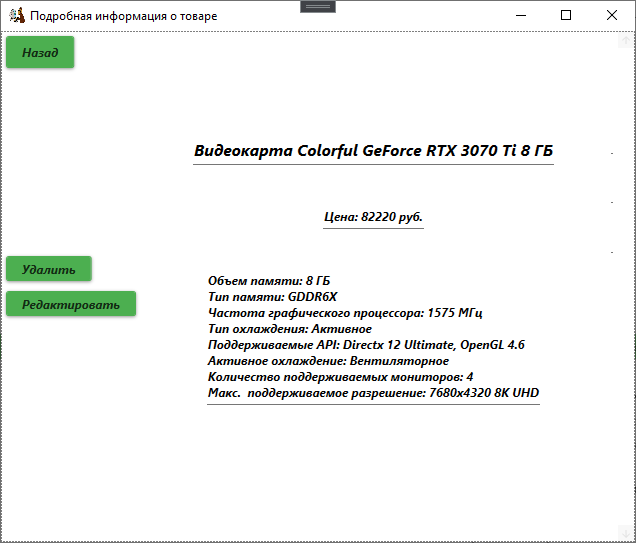 Подробная информация о товаре
Назад
Видеокарта Colorful GeForce RTX 3070 Ti 8 ГБ
Цена: 82220 руб.
Удалить
Редактировать
Объем памяти: 8 ГБ
Тип памяти: GDDR6X
Частота графического процессора: 1575 МГц
Тип охлаждения: Активное
Поддерживаемые API: Directx 12 Ultimate, OpenGL 4.6
Активное охлаждение: Вентиляторное
Количество поддерживаемых мониторов: 4
Макс.  поддерживаемое разрешение: 7680x4320 8K UHD